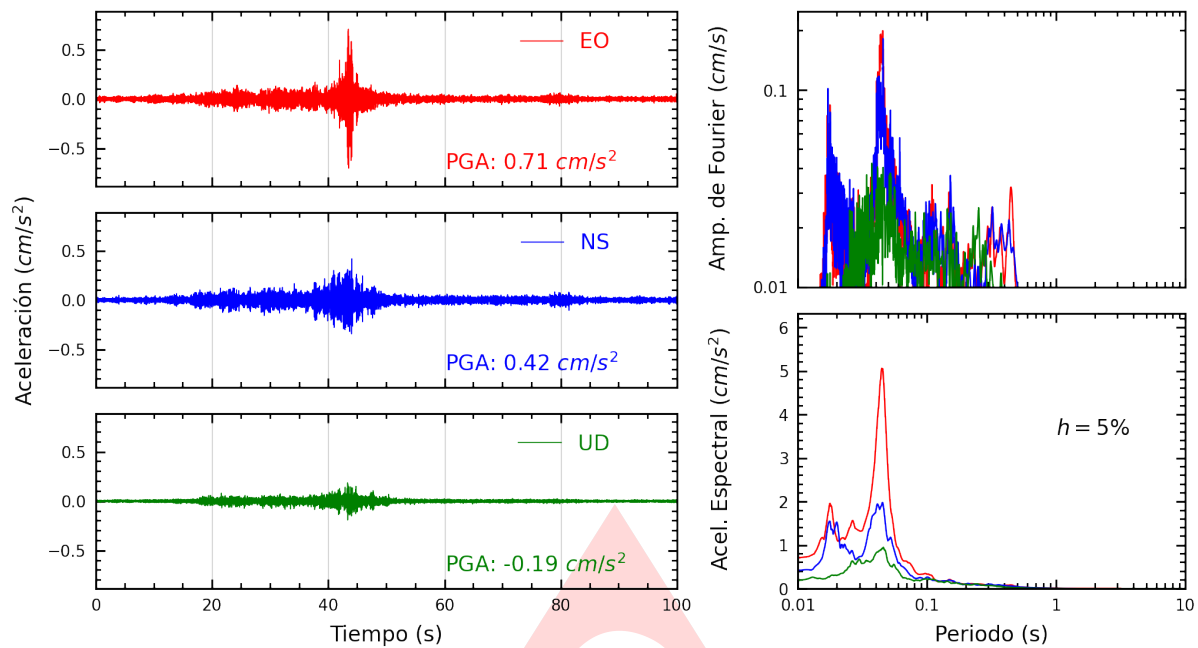 Aceleración (cm/s²)
0.5
0.0
−0.5
EO
PGA: 0.71 cm/s²
0.5
0.0
−0.5
NS
PGA: 0.42 cm/s²
0.5
0.0
−0.5
UD
PGA: -0.19 cm/s²
0 20 40 60 80 100
Tiempo (s)
Amp. de Fourier (cm/s)
0.1
0.01
Acel. Espectral (cm/s²)
6
5
4
3
2
1
0
h = 5%
0.01 0.1 1 10
Periodo (s)